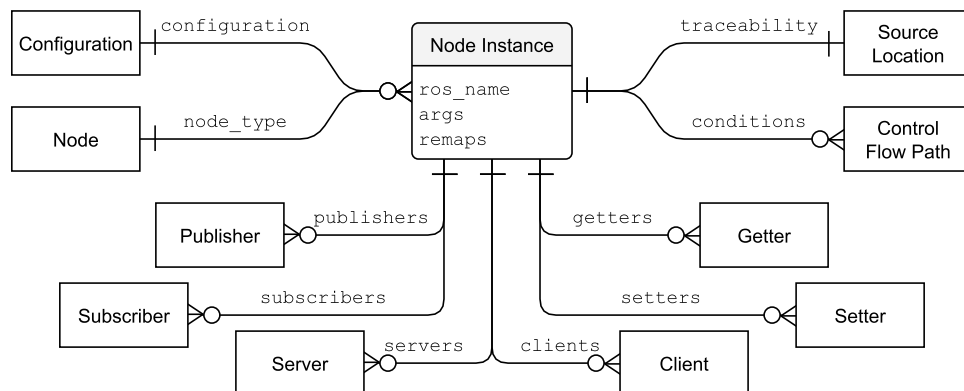 configuration
traceability
Configuration
Node Instance
Source
Location
ros_name
args
remaps
node_type
conditions
Node
Control
Flow Path
publishers
getters
Publisher
Getter
subscribers
setters
Subscriber
Setter
servers
clients
Server
Client